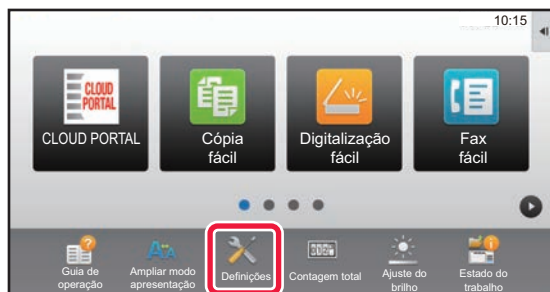 10:15
CLOUD
PORTAL
CLOUD PORTAL
Cópia
fácil
Digitalização
fácil
Fax
fácil
Guia de
operação
Ampliar modo
apresentação
Definições
Contagem total
Ajuste do
brilho
Estado do
trabalho